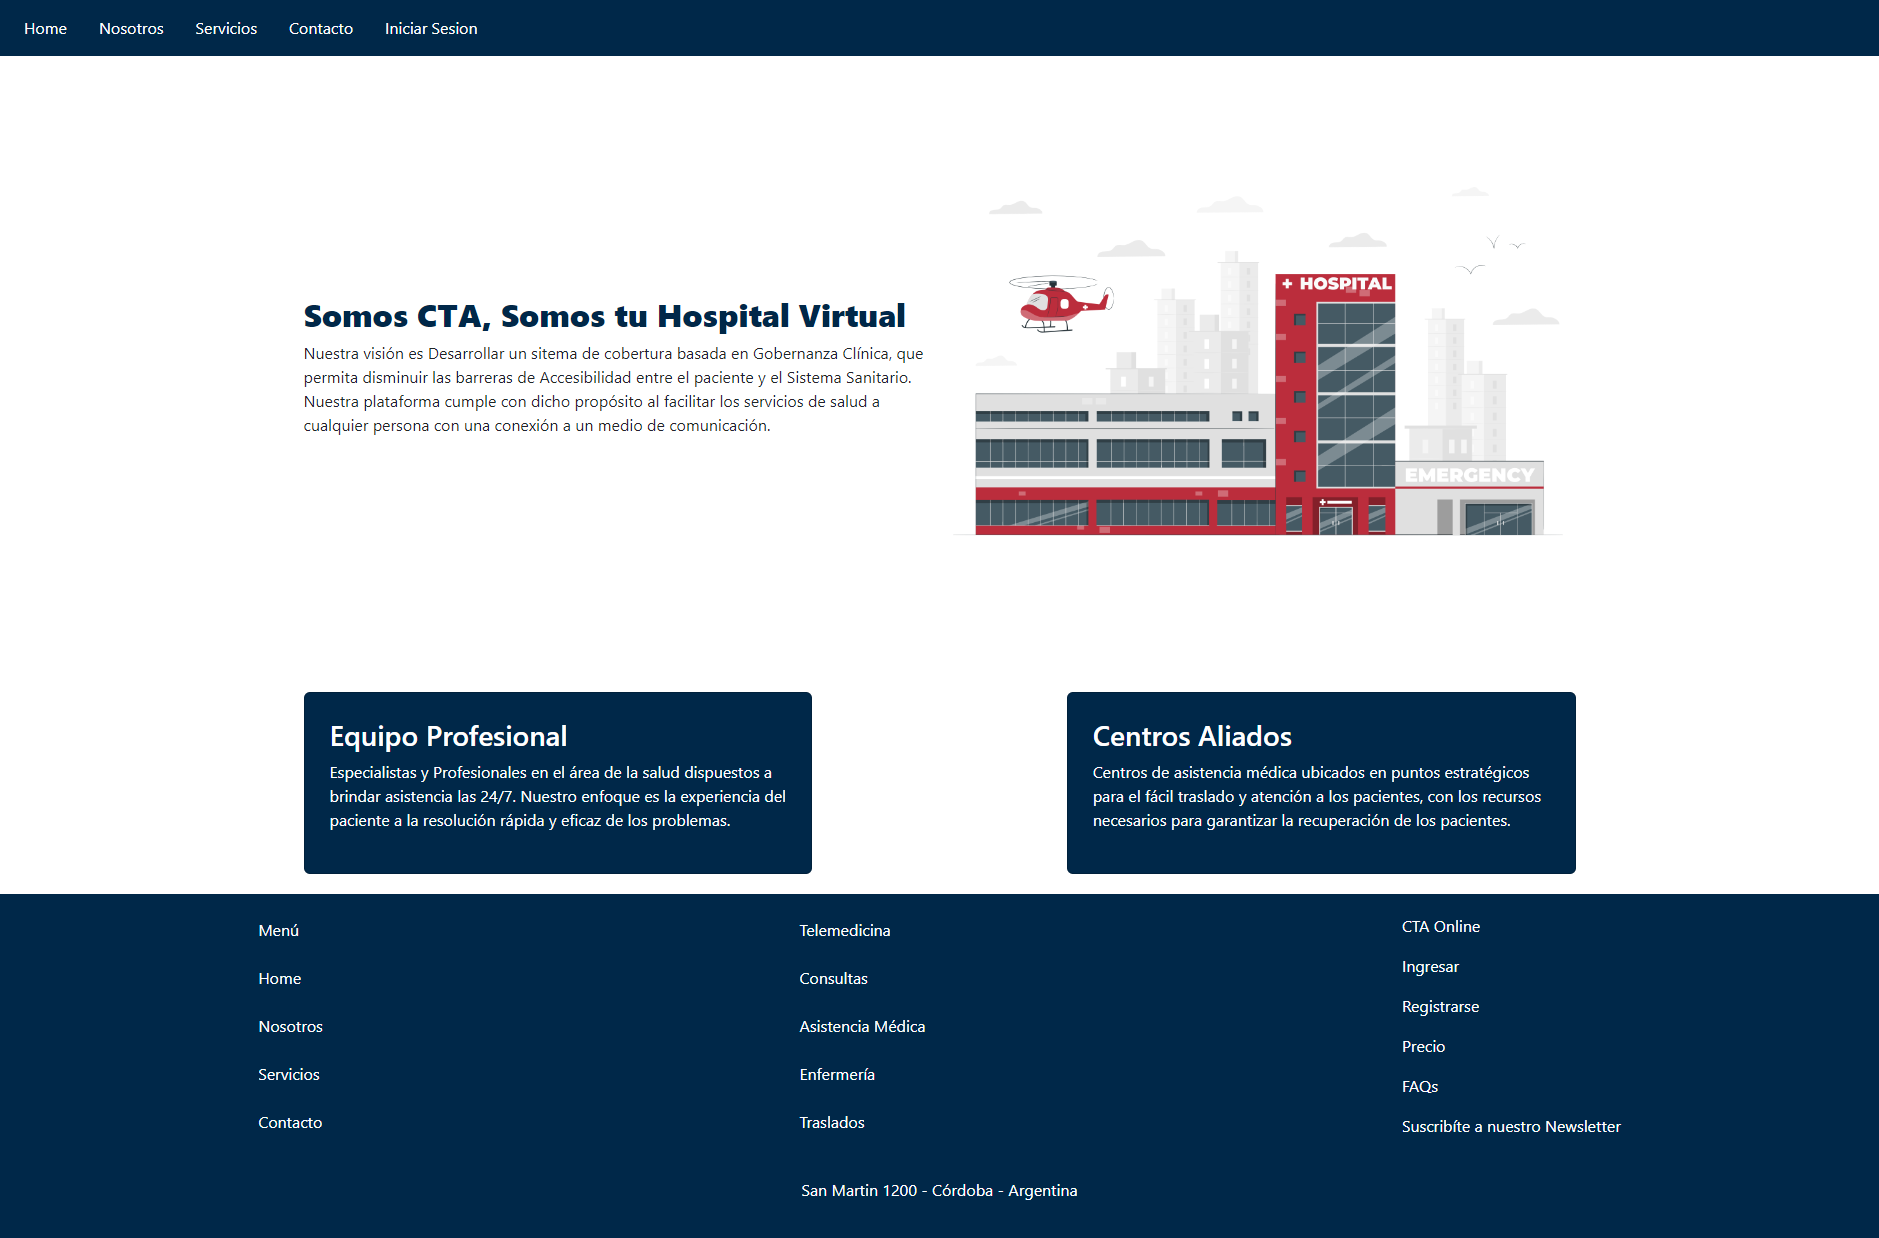 Home Nosotros Servicios Contacto Iniciar Sesion
Somos CTA, Somos tu Hospital Virtual
Nuestra visión es Desarrollar un sitema de cobertura basada en Gobernanza Clínica, que
permita disminuir las barreras de Accesibilidad entre el paciente y el Sistema Sanitario.
Nuestra plataforma cumple con dicho propósito al facilitar los servicios de salud a
cualquier persona con una conexión a un medio de comunicación.
+ HOSPITAL
EMERGENCY
Equipo Profesional
Especialistas y Profesionales en el área de la salud dispuestos a
brindar asistencia las 24/7. Nuestro enfoque es la experiencia del
paciente a la resolución rápida y eficaz de los problemas.
Centros Aliados
Centros de asistencia médica ubicados en puntos estratégicos
para el fácil traslado y atención a los pacientes, con los recursos
necesarios para garantizar la recuperación de los pacientes.
Menú
Home
Nosotros
Servicios
Contacto
Telemedicina
Consultas
Asistencia Médica
Enfermería
Traslados
CTA Online
Ingresar
Registrarse
Precio
FAQs
Suscribíte a nuestro Newsletter
San Martin 1200 - Córdoba - Argentina